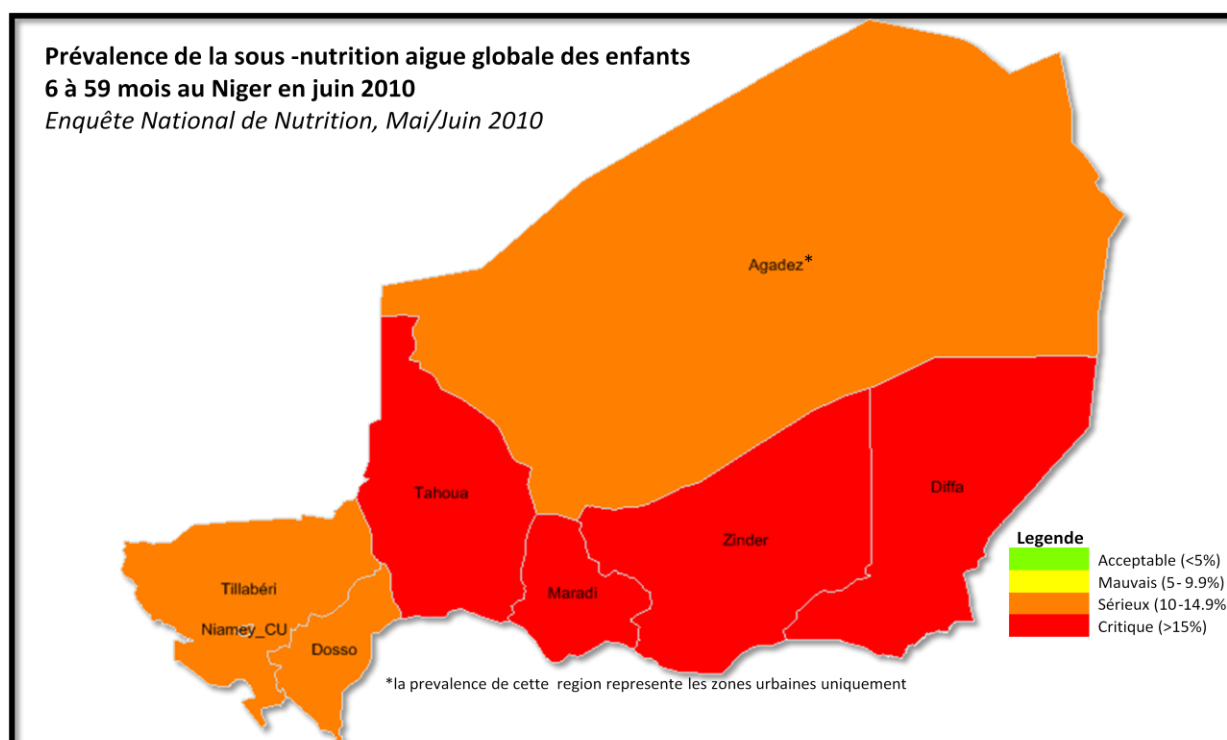 Prévalence de la sous -nutrition aigue globale des enfants
6 à 59 mois au Niger en juin 2010
Enquête National de Nutrition, Mai/Juin 2010
Agadez*
Tahoua
Diffa
Zinder
Maradi
Tillabéri
Niamey_CU
Dosso
Legende
Acceptable (<5%)
Mauvais (5- 9.9%)
Sérieux (10-14.9%
Critique (>15%)
*la prevalence de cette region represente les zones urbaines uniquement